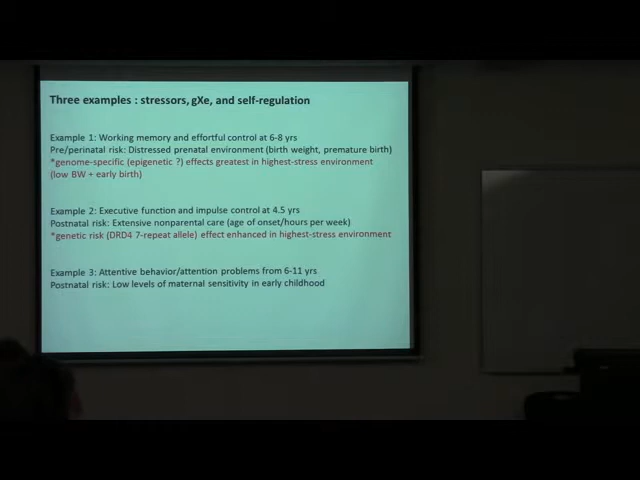 Three examples : stressors, gXe, and self-regulation
Example 1: Working memory and effortful control at 6-8 yrs
Pre/perinatal risk: Distressed prenatal environment (birth weight, premature birth)
*genome-specific (epigenetic ?) effects greatest in highest-stress environment
(low BW + early birth)
Example 2: Executive function and impulse control at 4.5 yrs
Postnatal risk: Extensive nonparental care (age of onset/hours per week)
*genetic risk (DRD4 7-repeat allele) effect enhanced in highest-stress environment
Example 3: Attentive behavior/attention problems from 6-11 yrs
Postnatal risk: Low levels of maternal sensitivity in early childhood